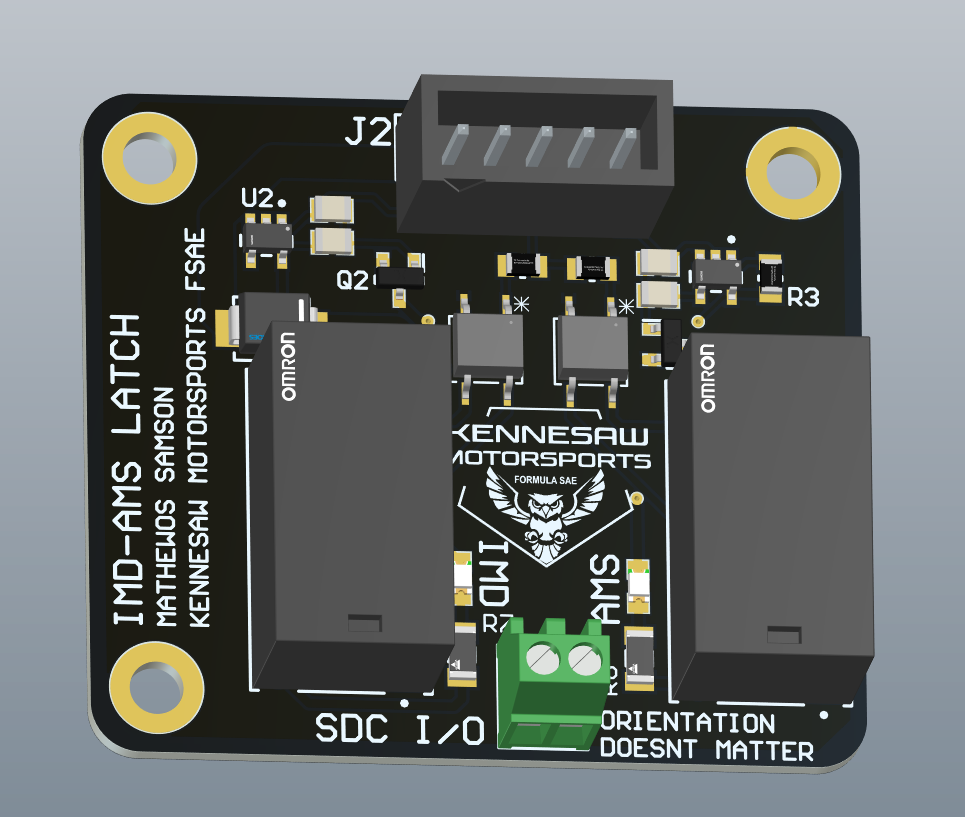 J2
U2
Q2
R3
OMRON
OMRON
IMD-AMS LATCH
MATHEWOS SAMSON
KENNESAW MOTORSPORTS FSAE
KENNESAW
MOTORSPORTS
FORMULA SAE
IMD
AMS
R7
SDC I/O
ORIENTATION
DOESNT MATTER